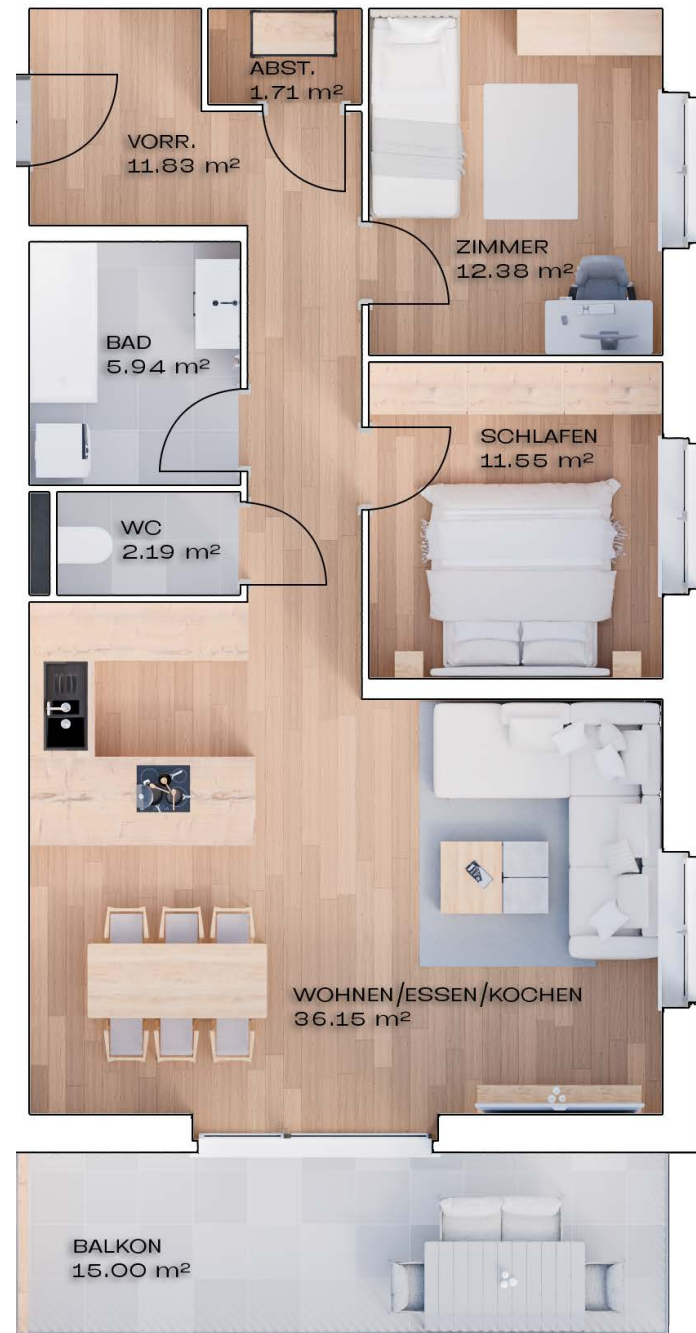 ABST.
1.71 m²
VORR.
11.83 m²
ZIMMER
12.38 m²
BAD
5.94 m²
SCHLAFEN
11.55 m²
WC
2.19 m²
WOHNEN/ESSEN/KOCHEN
36.15 m²
BALKON
15.00 m²